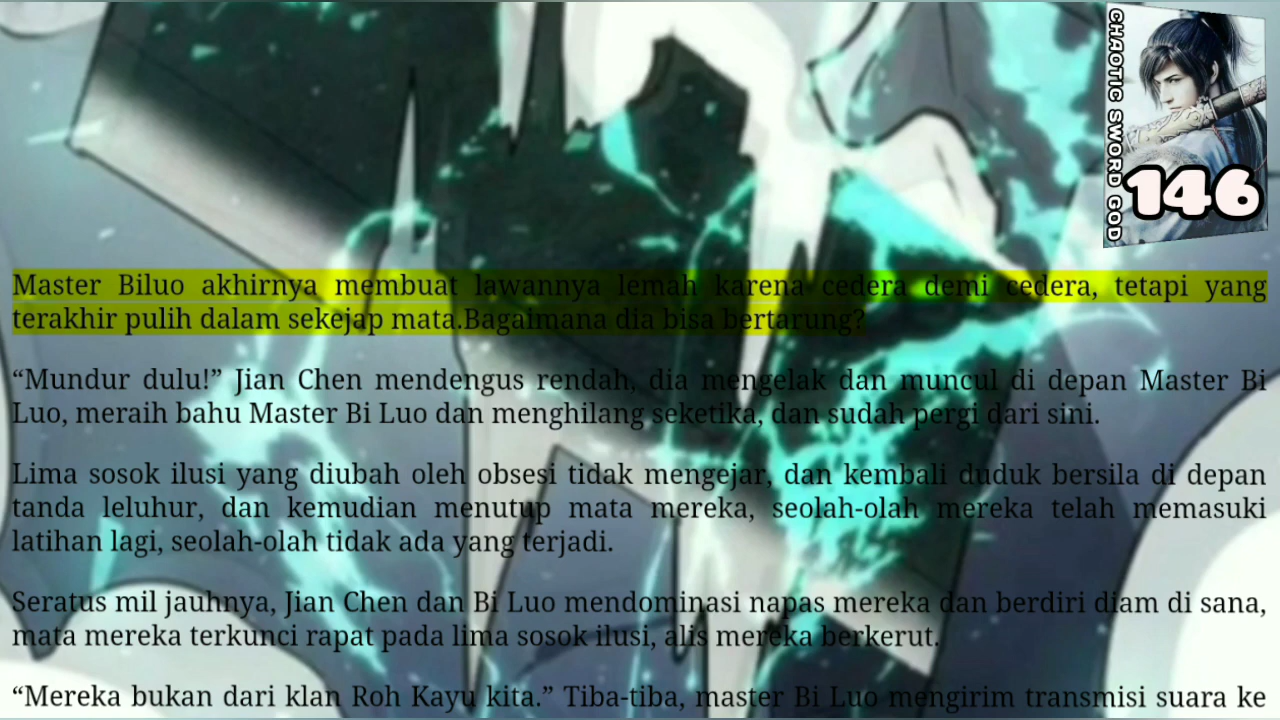 CHAOTIC SWORD GOD
146
Master Biluo akhirnya membuat lawannya lemah karena cedera demi cedera, tetapi yang
terakhir pulih dalam sekejap mata.Bagaimana dia bisa bertarung?
“Mundur dulu!” Jian Chen mendengus rendah, dia mengelak dan muncul di depan Master Bi
Luo, meraih bahu Master Bi Luo dan menghilang seketika, dan sudah pergi dari sini.
Lima sosok ilusi yang diubah oleh obsesi tidak mengejar, dan kembali duduk bersila di depan
tanda leluhur, dan kemudian menutup mata mereka, seolah-olah mereka telah memasuki
latihan lagi, seolah-olah tidak ada yang terjadi.
Seratus mil jauhnya, Jian Chen dan Bi Luo mendominasi napas mereka dan berdiri diam di sana,
mata mereka terkunci rapat pada lima sosok ilusi, alis mereka berkerut.
“Mereka bukan dari klan Roh Kayu kita.” Tiba-tiba, master Bi Luo mengirim transmisi suara ke